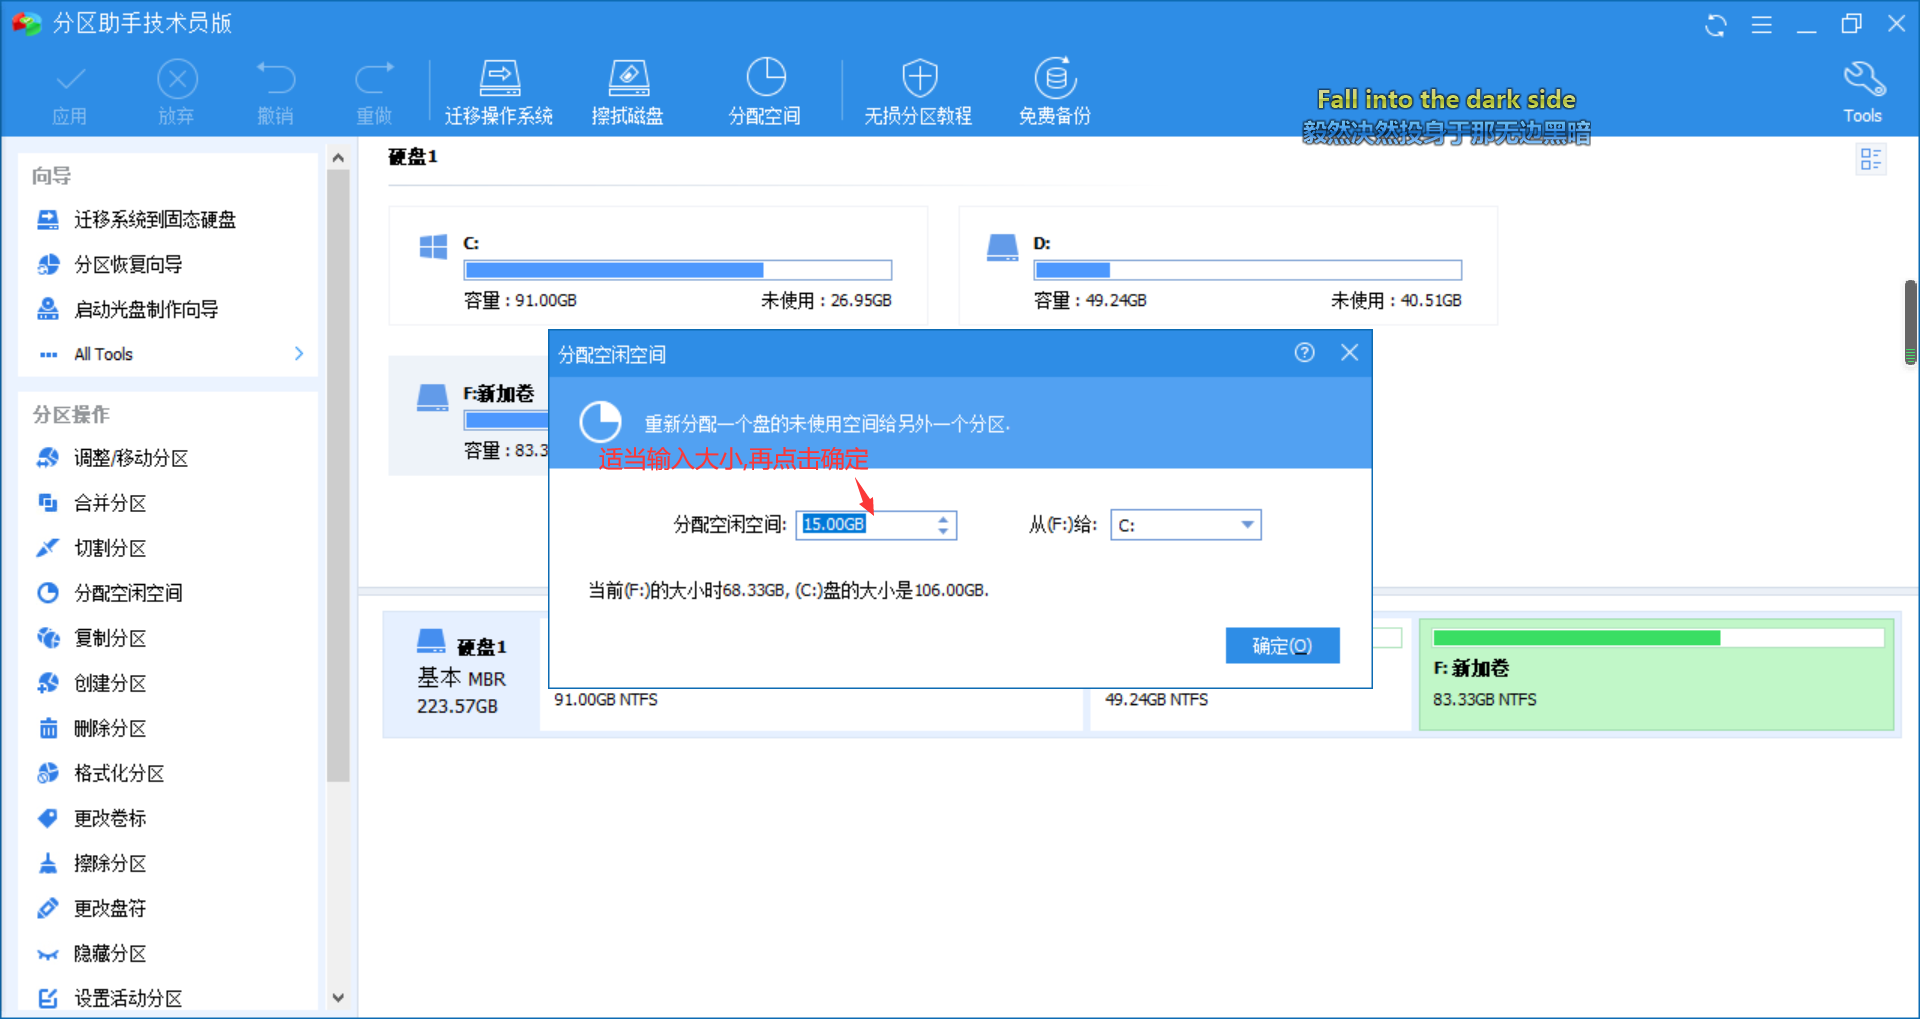 分区助手技术员版
应用
放弃
撤销
重做
迁移操作系统
擦拭磁盘
分配空间
无损分区教程
免费备份
Fall into the dark side
毅然决然投身于那无边黑暗
Tools
向导
迁移系统到固态硬盘
分区恢复向导
启动光盘制作向导
All Tools
分区操作
调整/移动分区
合并分区
切割分区
分配空闲空间
复制分区
创建分区
删除分区
格式化分区
更改卷标
擦除分区
更改盘符
隐藏分区
设置活动分区
硬盘1
C:
容量 : 91.00GB
未使用 : 26.95GB
D:
容量 : 49.24GB
未使用 : 40.51GB
F:新加卷
容量 : 83.3
分配空闲空间
重新分配一个盘的未使用空间给另外一个分区.
适当输入大小,再点击确定
分配空闲空间: 15.00GB
从(F:)给: C:
当前(F:)的大小时68.33GB, (C:)盘的大小是106.00GB.
确定(O)
硬盘1
基本 MBR
223.57GB
91.00GB NTFS
49.24GB NTFS
F: 新加卷
83.33GB NTFS